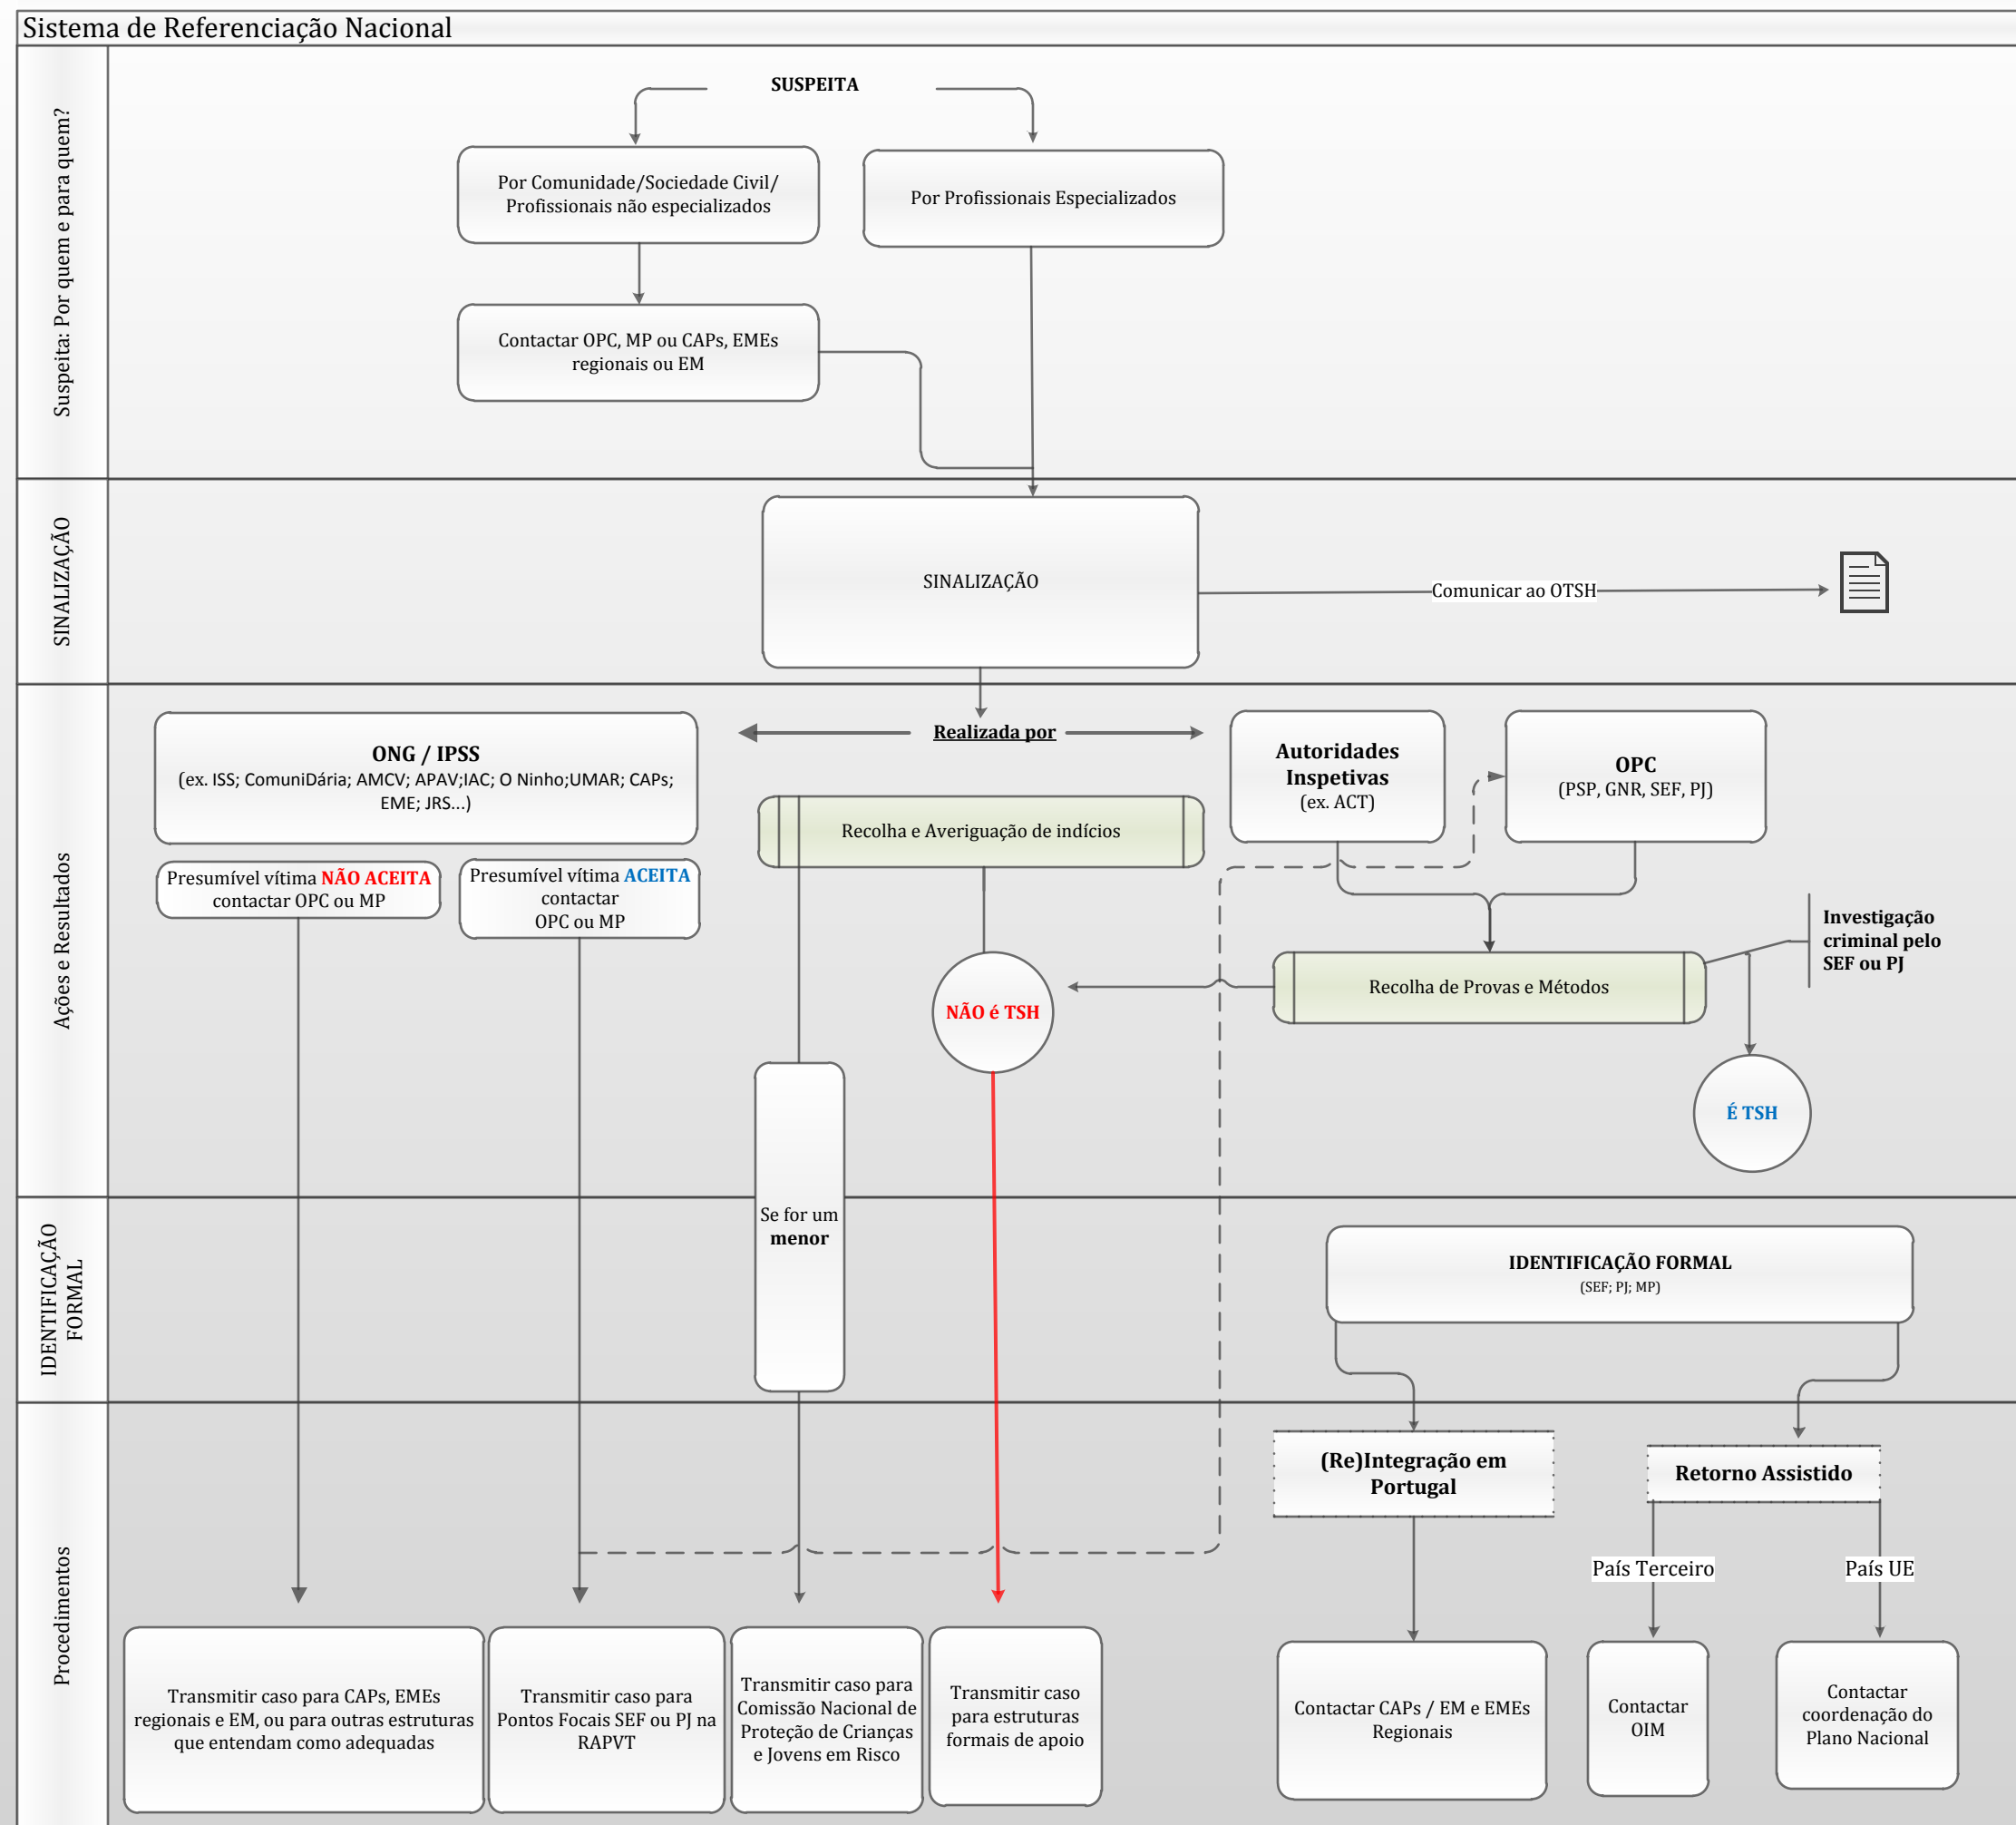 Sistema de Referenciação Nacional
Suspeita: Por quem e para quem?
SUSPEITA
Por Comunidade/Sociedade Civil/
Profissionais não especializados
Por Profissionais Especializados
Contactar OPC, MP ou CAPs, EMEs
regionais ou EM
SINALIZAÇÃO
SINALIZAÇÃO
Comunicar ao OTSH
Ações e Resultados
ONG / IPSS
(ex. ISS; ComuniDária; AMCV; APAV;IAC; O Ninho;UMAR; CAPs;
EME; JRS...)
Realizada por
Autoridades
Inspetivas
(ex. ACT)
OPC
(PSP, GNR, SEF, PJ)
Recolha e Averiguação de indícios
Presumível vítima NÃO ACEITA
contactar OPC ou MP
Presumível vítima ACEITA
contactar
OPC ou MP
Investigação
criminal pelo
SEF ou PJ
Recolha de Provas e Métodos
NÃO é TSH
É TSH
IDENTIFICAÇÃO
FORMAL
Se for um
menor
IDENTIFICAÇÃO FORMAL
(SEF; PJ; MP)
Procedimentos
(Re)Integração em
Portugal
Retorno Assistido
País Terceiro
País UE
Transmitir caso para CAPs, EMEs
regionais e EM, ou para outras estruturas
que entendam como adequadas
Transmitir caso para
Pontos Focais SEF ou PJ na
RAPVT
Transmitir caso para
Comissão Nacional de
Proteção de Crianças
e Jovens em Risco
Transmitir caso
para estruturas
formais de apoio
Contactar CAPs / EM e EMEs
Regionais
Contactar
OIM
Contactar
coordenação do
Plano Nacional